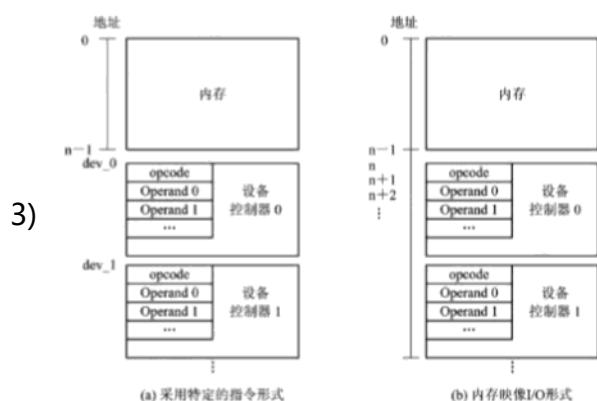 3)
地址
0
内存
n－1
dev_0
opcode
Operand 0
Operand 1
...
设备
控制器 0
dev_1
opcode
Operand 0
Operand 1
...
设备
控制器 1
⋮
(a) 采用特定的指令形式
地址
0
内存
n－1
n
n＋1
n＋2
⋮
opcode
Operand 0
Operand 1
...
设备
控制器 0
opcode
Operand 0
Operand 1
...
设备
控制器 1
⋮
(b) 内存映像I/O形式